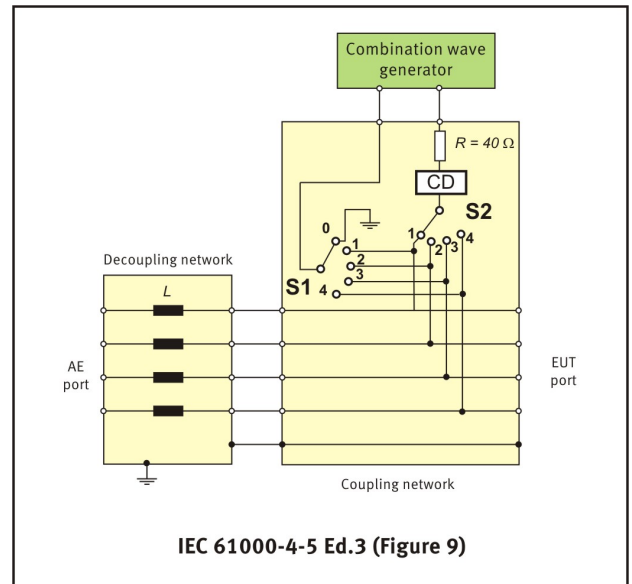 Combination wave
generator
R = 40 Ω
CD
S2
0
1
2
3
4
S1
1
2
3
4
Decoupling network
L
AE
port
EUT
port
Coupling network
IEC 61000-4-5 Ed.3 (Figure 9)